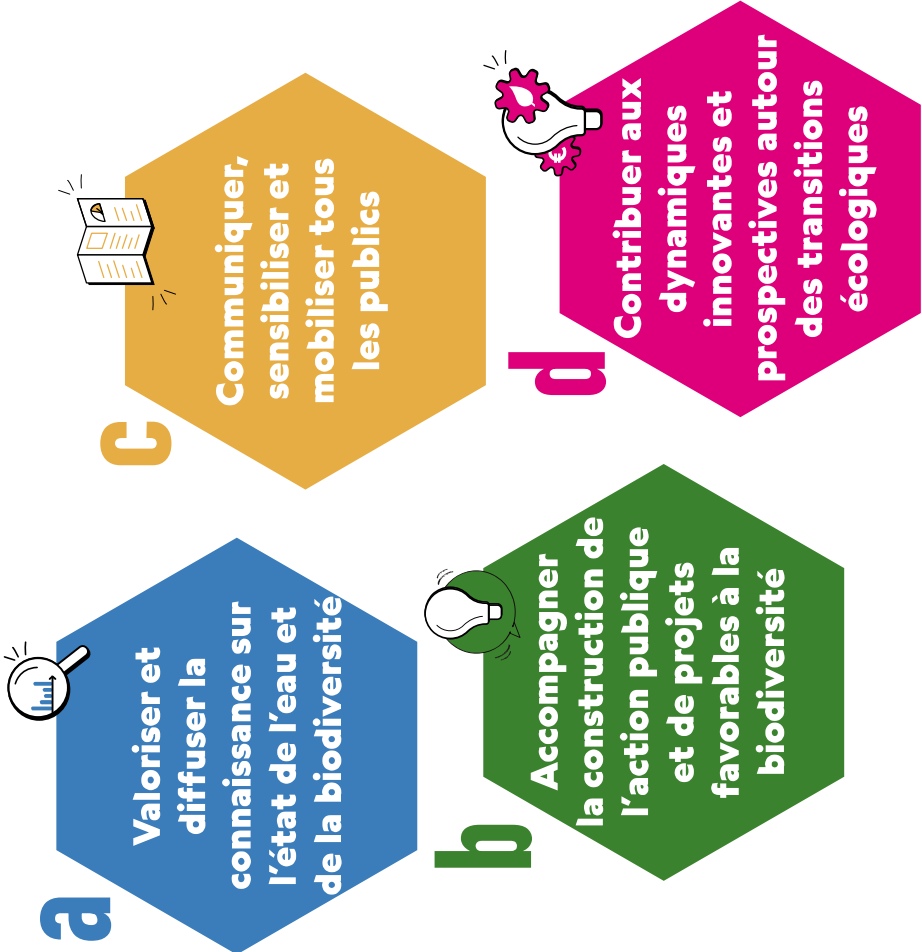 a
Valoriser et
diffuser la
connaissance sur
l'état de l'eau et
de la biodiversité
b
Accompagner
la construction de
l'action publique
et de projets
favorables à la
biodiversité
c
Communiquer,
sensibiliser et
mobiliser tous
les publics
d
Contribuer aux
dynamiques
innovantes et
prospectives autour
des transitions
écologiques
€